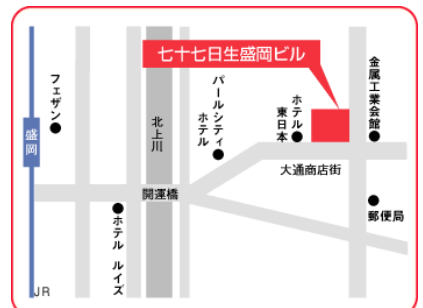 七十七日生盛岡ビル
フェザン
盛岡
北上川
パールシティ
ホテル
ホテル
東日本
金属工業会館
大通商店街
開運橋
ホテル ルイズ
郵便局
JR